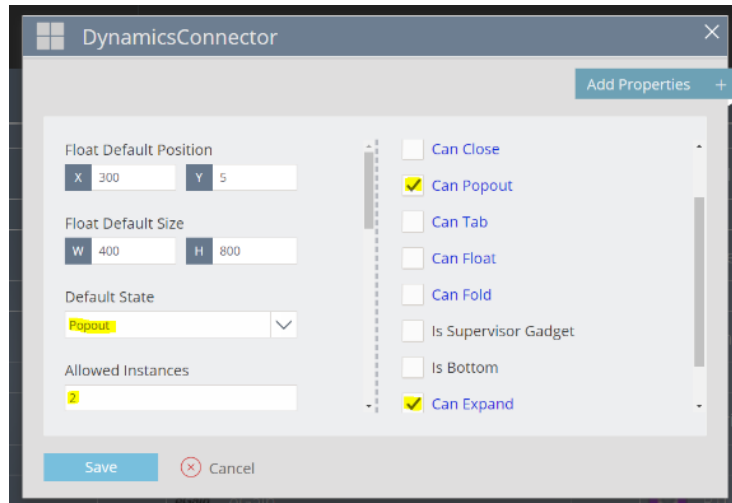 DynamicsConnector
Add Properties +
Float Default Position
X 300 Y 5
Float Default Size
W 400 H 800
Default State
Popout
Allowed Instances
2
Can Close
Can Popout
Can Tab
Can Float
Can Fold
Is Supervisor Gadget
Is Bottom
Can Expand
Save
Cancel